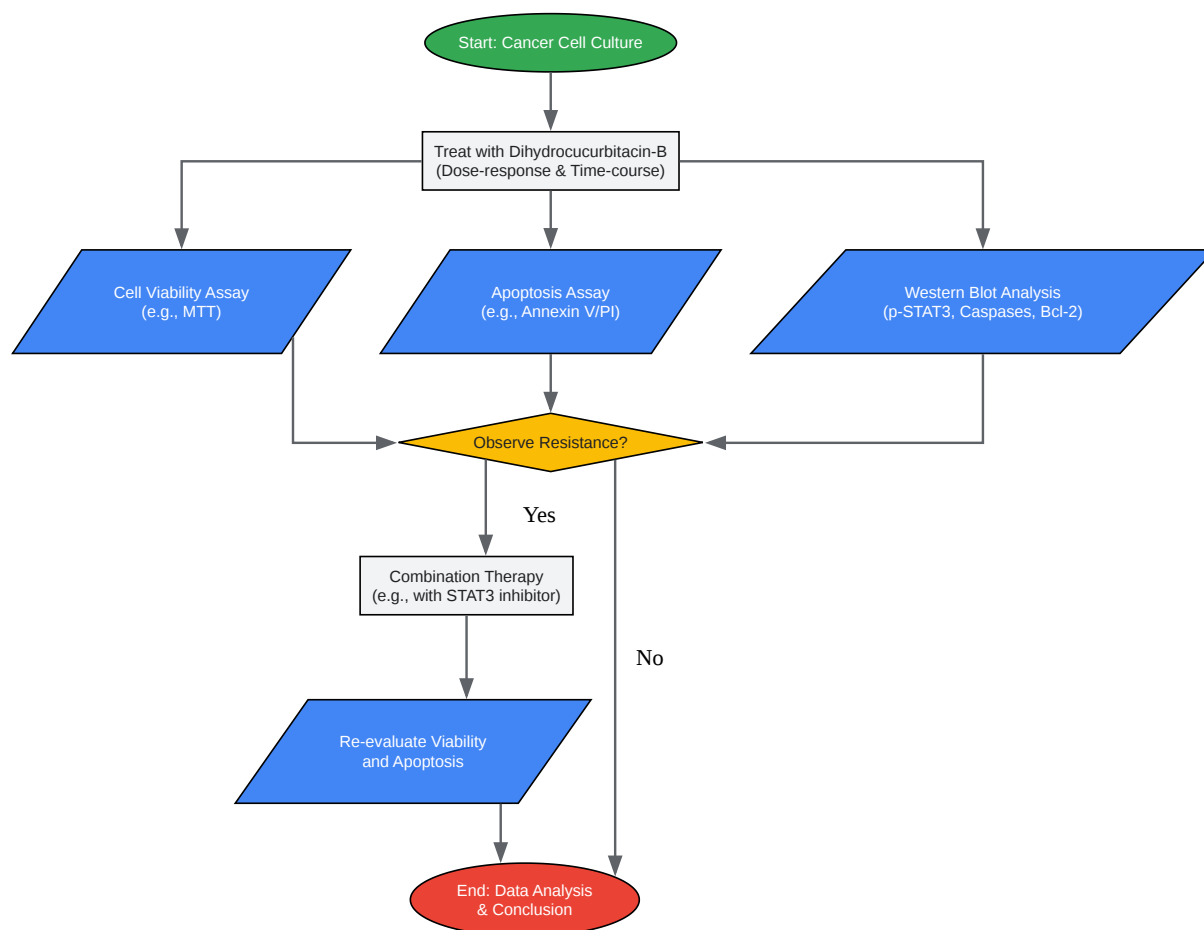 Start: Cancer Cell Culture
Treat with Dihydrocucurbitacin-B
(Dose-response & Time-course)
Cell Viability Assay
(e.g., MTT)
Apoptosis Assay
(e.g., Annexin V/PI)
Western Blot Analysis
(p-STAT3, Caspases, Bcl-2)
Observe Resistance?
Yes
Combination Therapy
(e.g., with STAT3 inhibitor)
No
Re-evaluate Viability
and Apoptosis
End: Data Analysis
& Conclusion